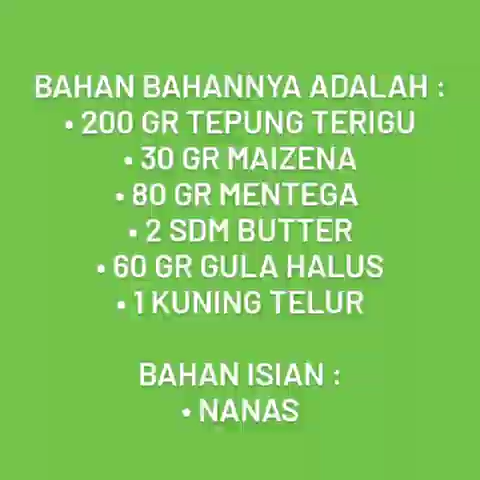 BAHAN BAHANNYA ADALAH :
• 200 GR TEPUNG TERIGU
• 30 GR MAIZENA
• 80 GR MENTEGA
• 2 SDM BUTTER
• 60 GR GULA HALUS
• 1 KUNING TELUR
BAHAN ISIAN :
• NANAS